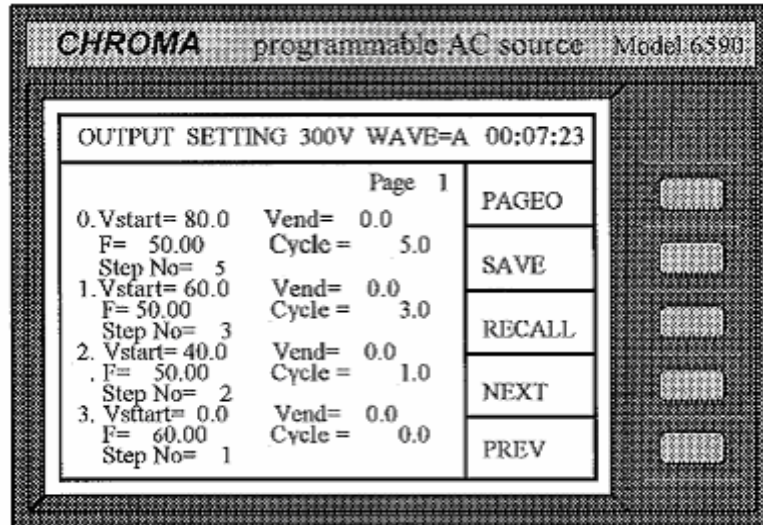 CHROMA programmable AC source Model 6590
OUTPUT SETTING 300V WAVE=A 00:07:23
Page 1
0.Vstart= 80.0 Vend= 0.0
F= 50.00 Cycle = 5.0
Step No= 5
1.Vstart= 60.0 Vend= 0.0
F= 50.00 Cycle = 3.0
Step No= 3
2. Vstart= 40.0 Vend= 0.0
. F= 50.00 Cycle = 1.0
Step No= 2
3. Vsttart= 0.0 Vend= 0.0
F= 60.00 Cycle = 0.0
Step No= 1
PAGEO
SAVE
RECALL
NEXT
PREV